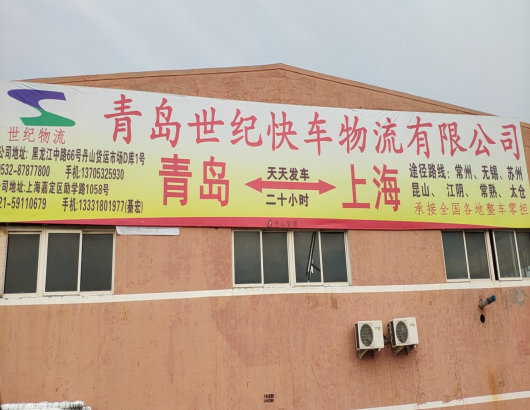 青岛世纪快车物流有限公司
世纪物流
公司地址: 黑龙江中路66号丹山货运市场D库1号
0532-87877800 手机:13705325930
公司地址:上海嘉定区勋学路1058号
021-59110679 手机:13331801977(綦宏)
青岛
天天发车
二十小时
上海
途径路线: 常州、无锡、苏州
昆山、江阴、常熟、太仓
承接全国各地整车零担